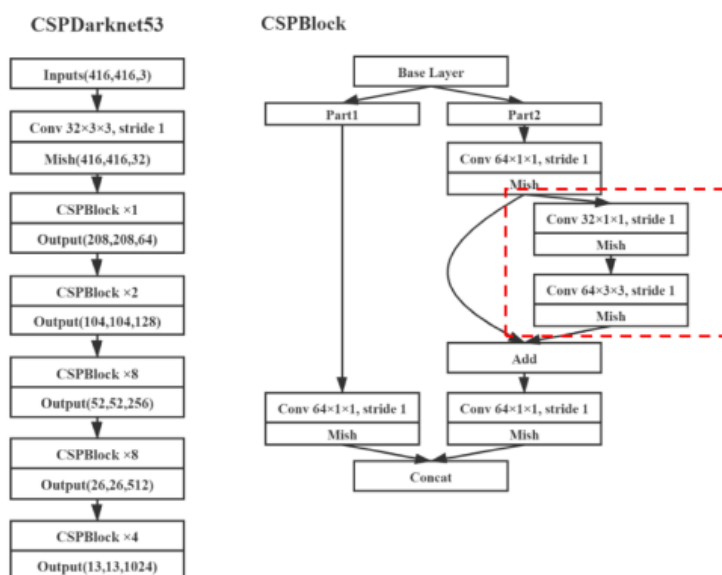 CSPDarknet53
Inputs(416,416,3)
Conv 32×3×3, stride 1
Mish(416,416,32)
CSPBlock ×1
Output(208,208,64)
CSPBlock ×2
Output(104,104,128)
CSPBlock ×8
Output(52,52,256)
CSPBlock ×8
Output(26,26,512)
CSPBlock ×4
Output(13,13,1024)
CSPBlock
Base Layer
Part1
Part2
Conv 64×1×1, stride 1
Mish
Conv 32×1×1, stride 1
Mish
Conv 64×3×3, stride 1
Mish
Add
Conv 64×1×1, stride 1
Mish
Conv 64×1×1, stride 1
Mish
Concat